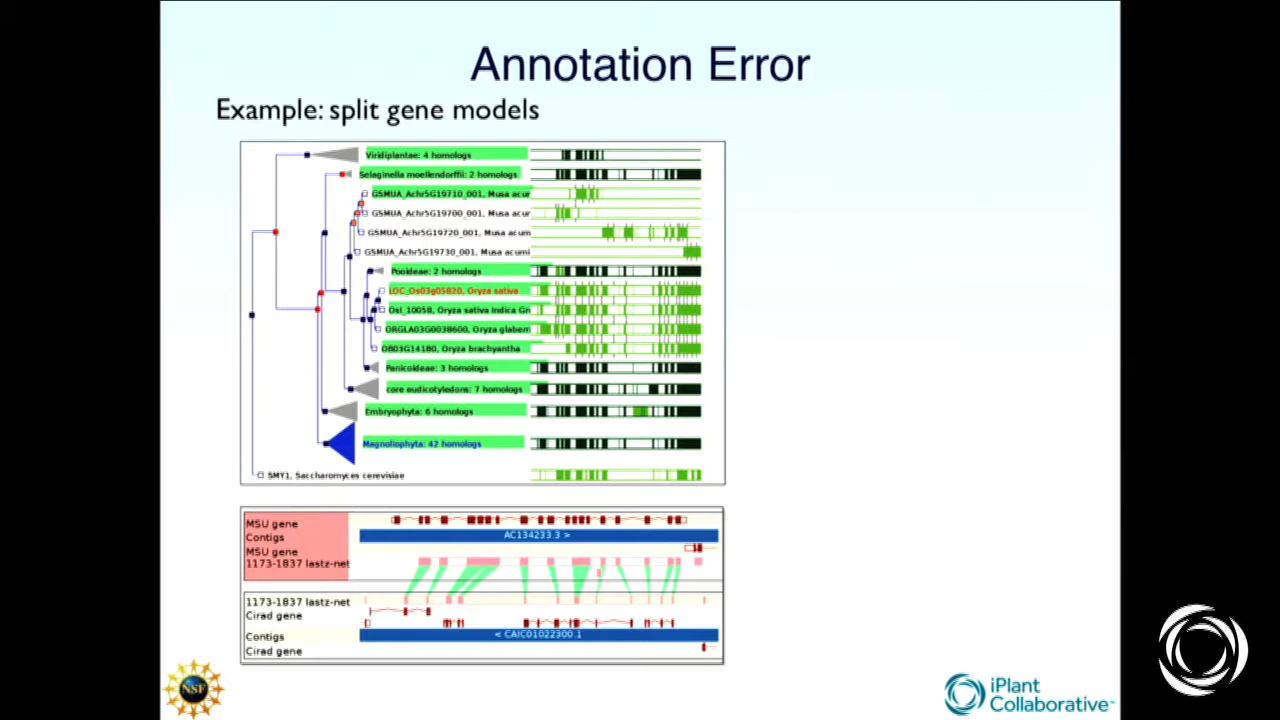 Annotation Error
Example: split gene models
Viridiplantae: 4 homologs
Selaginella moellendorffii: 2 homologs
GSMUA_Achr5G19710_001, Musa acur
GSMUA_Achr5G19700_001, Musa acur
GSMUA_Achr5G19720_001, Musa acum
GSMUA_Achr5G19730_001, Musa acumi
Pooideae: 2 homologs
LOC_Os03g05820, Oryza sativa
OsI_10058, Oryza sativa Indica Gr
ORGLA03G0038600, Oryza glabern
OB03G14180, Oryza brachyantha
Panicoideae: 3 homologs
core eudicotyledons: 7 homologs
Embryophyta: 6 homologs
Magnoliophyta: 42 homologs
SMY1, Saccharomyces cerevisiae
MSU gene
Contigs AC134233.3 >
MSU gene
1173-1837 lastz-net
1173-1837 lastz-net
Cirad gene
Contigs < CAIC01022300.1
Cirad gene
NSF
iPlant
Collaborative™